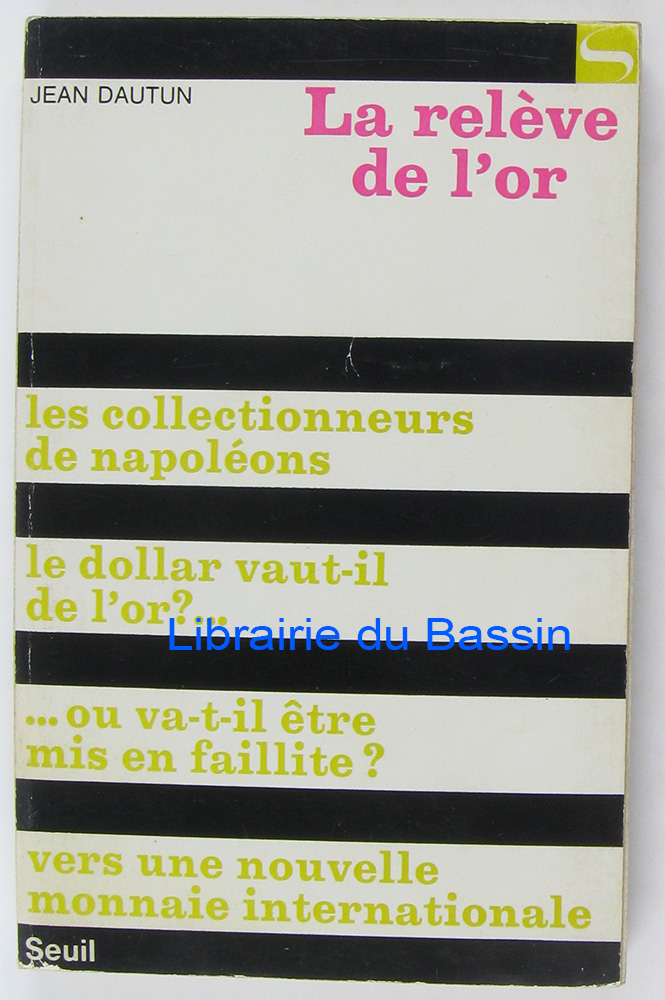 JEAN DAUTUN
La relève
de l'or
les collectionneurs
de napoléons
le dollar vaut-il
de l'or?...
Librairie du Bassin
... ou va-t-il être
mis en faillite ?
vers une nouvelle
monnaie internationale
Seuil